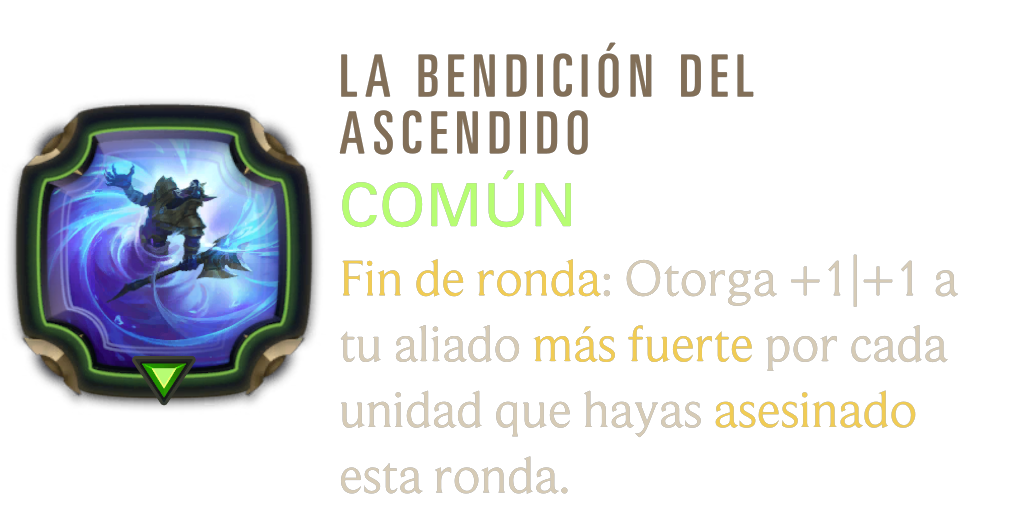 LA BENDICIÓN DEL
ASCENDIDO
COMÚN
Fin de ronda: Otorga +1|+1 a
tu aliado más fuerte por cada
unidad que hayas asesinado
esta ronda.